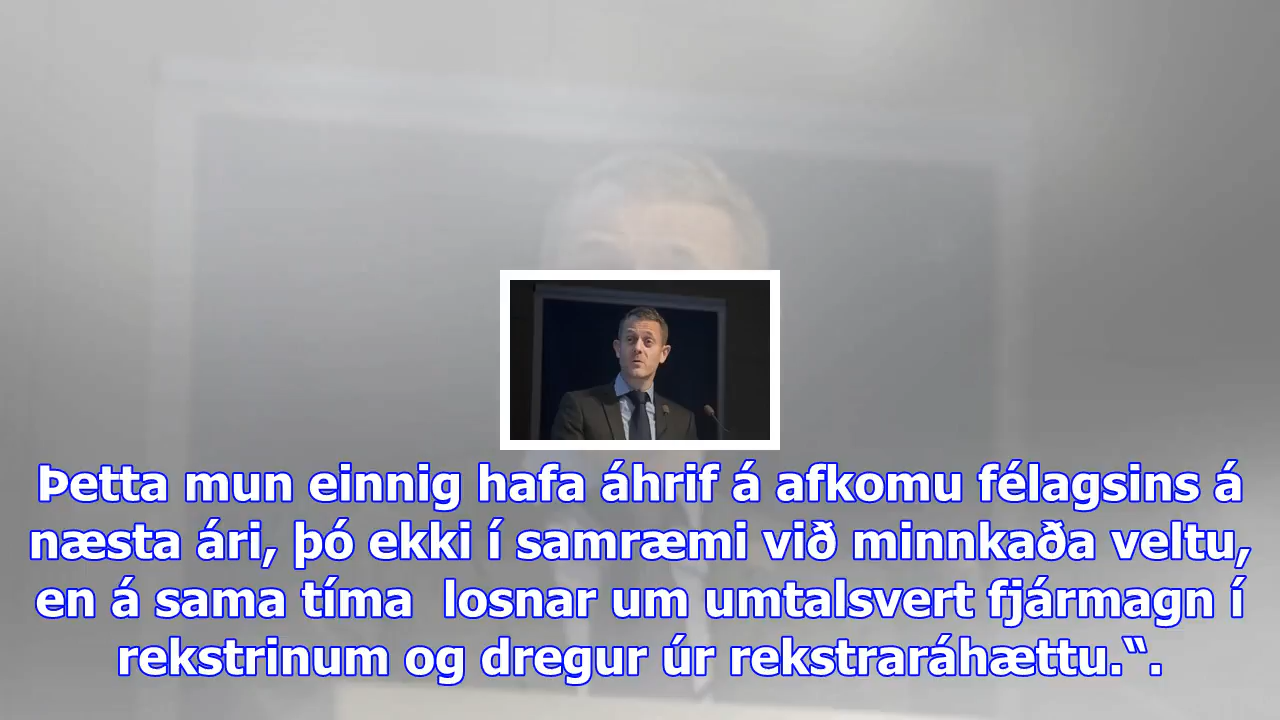 Þetta mun einnig hafa áhrif á afkomu félagsins á
næsta ári, þó ekki í samræmi við minnkaða veltu,
en á sama tíma  losnar um umtalsvert fjármagn í
rekstrinum og dregur úr rekstraráhættu.“.